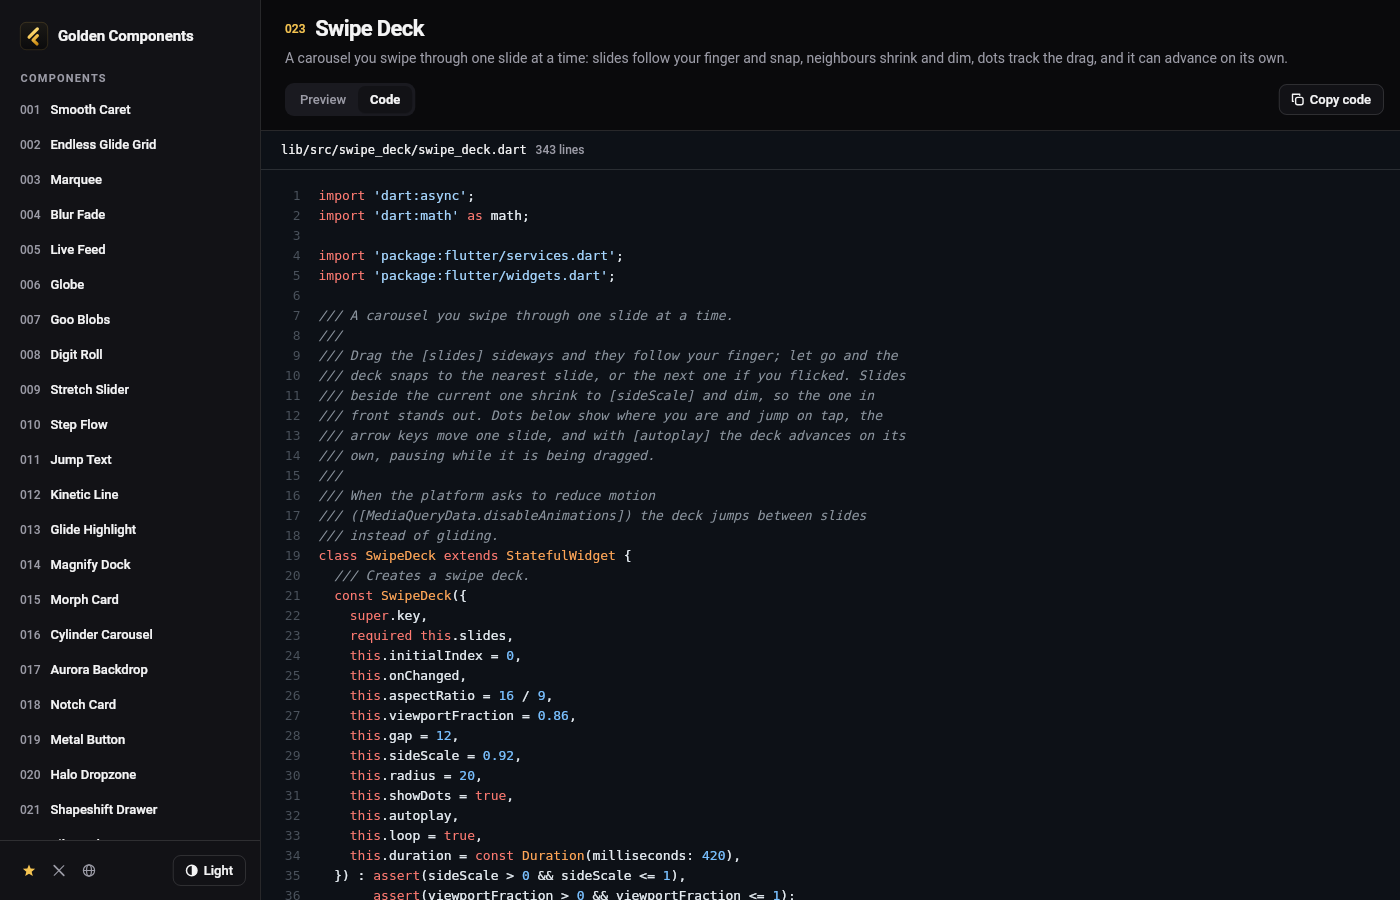 Golden Components
COMPONENTS
001 Smooth Caret
002 Endless Glide Grid
003 Marquee
004 Blur Fade
005 Live Feed
006 Globe
007 Goo Blobs
008 Digit Roll
009 Stretch Slider
010 Step Flow
011 Jump Text
012 Kinetic Line
013 Glide Highlight
014 Magnify Dock
015 Morph Card
016 Cylinder Carousel
017 Aurora Backdrop
018 Notch Card
019 Metal Button
020 Halo Dropzone
021 Shapeshift Drawer
Light
023 Swipe Deck
A carousel you swipe through one slide at a time: slides follow your finger and snap, neighbours shrink and dim, dots track the drag, and it can advance on its own.
Preview Code
Copy code
lib/src/swipe_deck/swipe_deck.dart 343 lines
1 import 'dart:async';
2 import 'dart:math' as math;
3
4 import 'package:flutter/services.dart';
5 import 'package:flutter/widgets.dart';
6
7 /// A carousel you swipe through one slide at a time.
8 ///
9 /// Drag the [slides] sideways and they follow your finger; let go and the
10 /// deck snaps to the nearest slide, or the next one if you flicked. Slides
11 /// beside the current one shrink to [sideScale] and dim, so the one in
12 /// front stands out. Dots below show where you are and jump on tap, the
13 /// arrow keys move one slide, and with [autoplay] the deck advances on its
14 /// own, pausing while it is being dragged.
15 ///
16 /// When the platform asks to reduce motion
17 /// ([MediaQueryData.disableAnimations]) the deck jumps between slides
18 /// instead of gliding.
19 class SwipeDeck extends StatefulWidget {
20 /// Creates a swipe deck.
21 const SwipeDeck({
22 super.key,
23 required this.slides,
24 this.initialIndex = 0,
25 this.onChanged,
26 this.aspectRatio = 16 / 9,
27 this.viewportFraction = 0.86,
28 this.gap = 12,
29 this.sideScale = 0.92,
30 this.radius = 20,
31 this.showDots = true,
32 this.autoplay,
33 this.loop = true,
34 this.duration = const Duration(milliseconds: 420),
35 }) : assert(sideScale > 0 && sideScale <= 1),
36 assert(viewportFraction > 0 && viewportFraction <= 1);